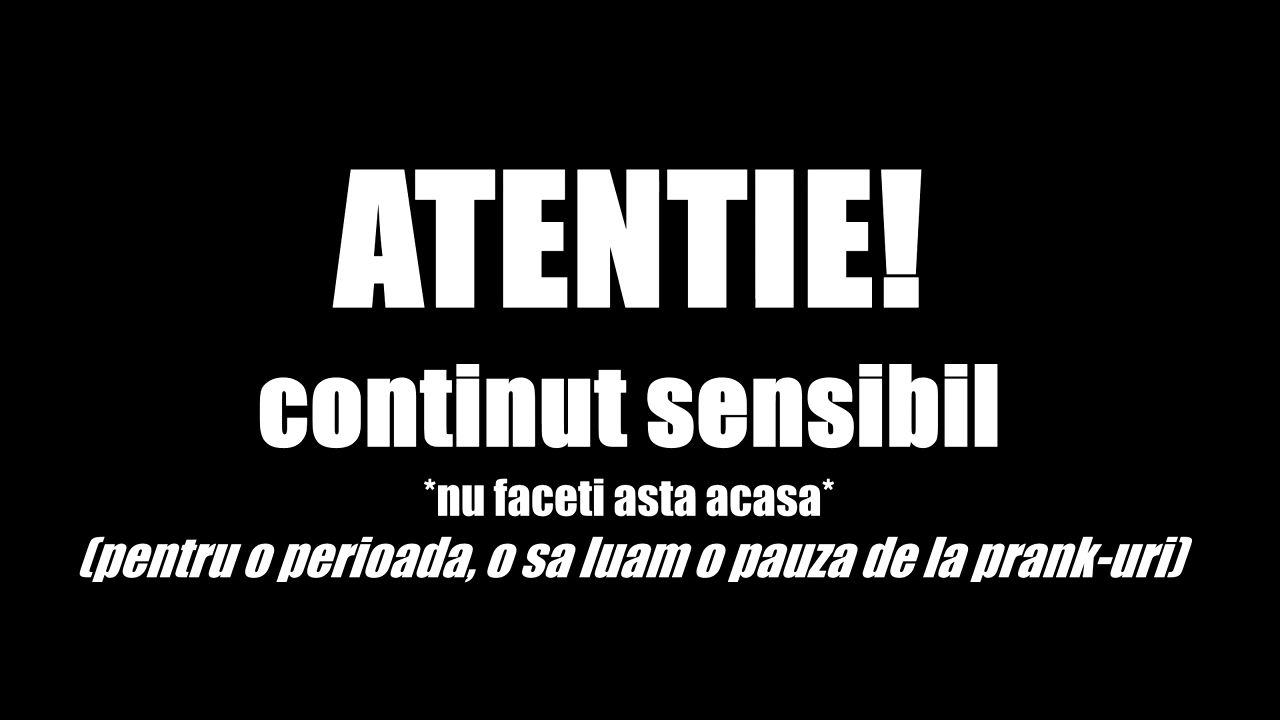 ATENTIE!
continut sensibil
*nu faceti asta acasa*
(pentru o perioada, o sa luam o pauza de la prank-uri)